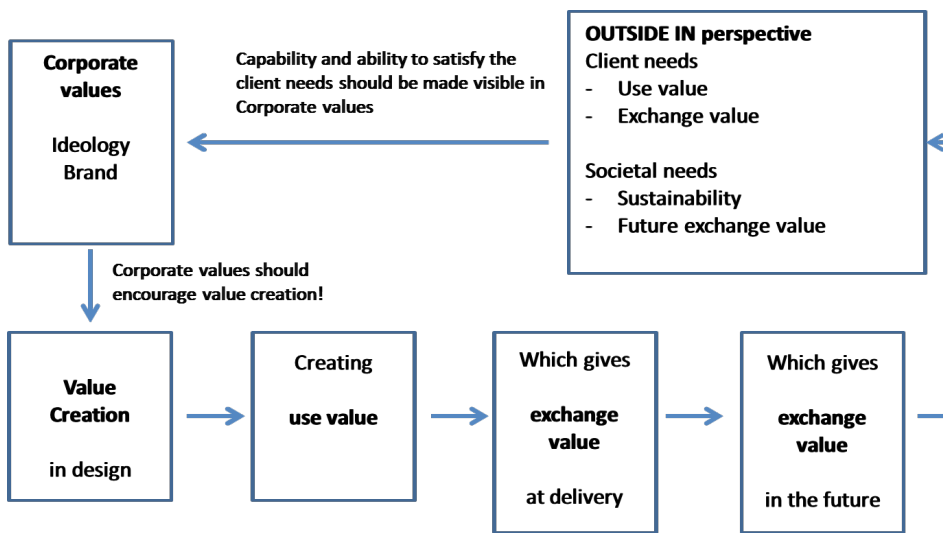 Corporate
values
Ideology
Brand
Capability and ability to satisfy the
client needs should be made visible in
Corporate values
OUTSIDE IN perspective
Client needs
- Use value
- Exchange value
Societal needs
- Sustainability
- Future exchange value
Corporate values should
encourage value creation!
Value
Creation
in design
Creating
use value
Which gives
exchange
value
at delivery
Which gives
exchange
value
in the future